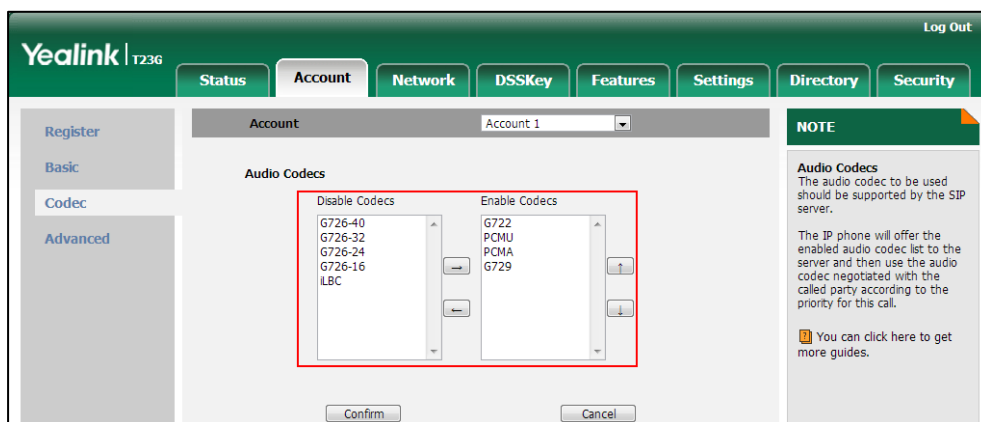 Log Out
Yealink T23G
Status Account Network DSSKey Features Settings Directory Security
Register
Basic
Codec
Advanced
Account Account 1
Audio Codecs
Disable Codecs Enable Codecs
G726-40
G726-32
G726-24
G726-16
iLBC
G722
PCMU
PCMA
G729
→
←
↑
↓
Confirm Cancel
NOTE
Audio Codecs
The audio codec to be used
should be supported by the SIP
server.
The IP phone will offer the
enabled audio codec list to the
server and then use the audio
codec negotiated with the
called party according to the
priority for this call.
You can click here to get
more guides.